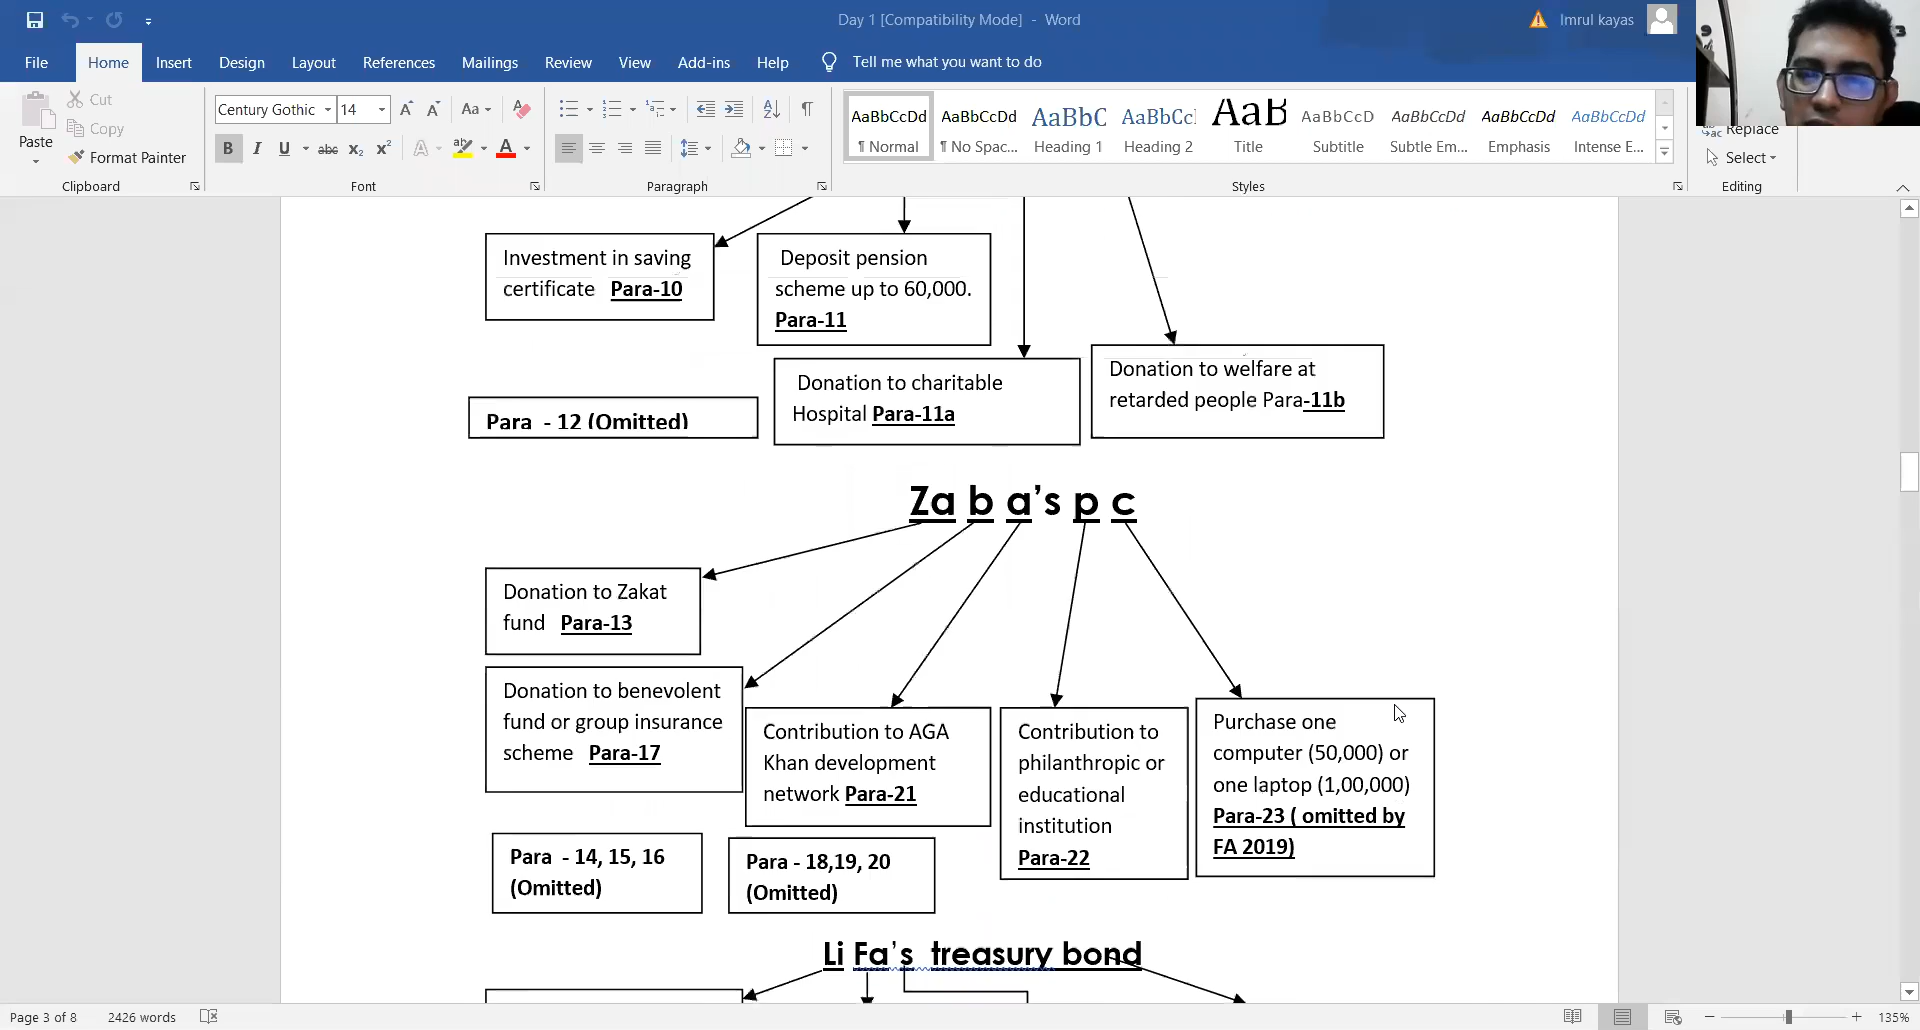 Day 1 [Compatibility Mode] - Word
Imrul kayas
File Home Insert Design Layout References Mailings Review View Add-ins Help Tell me what you want to do
Paste
Cut
Copy
Format Painter
Clipboard
Century Gothic 14
Aa
B I U abc x₂ x² A A
Font
Paragraph
AaBbCcDd AaBbCcDd AaBbC AaBbCcl AaB AaBbCcD AaBbCcDd AaBbCcDd AaBbCcDd
¶ Normal ¶ No Spac... Heading 1 Heading 2 Title Subtitle Subtle Em... Emphasis Intense E...
Styles
Replace
Select
Editing
Investment in saving
certificate Para-10
Deposit pension
scheme up to 60,000.
Para-11
Donation to charitable
Hospital Para-11a
Donation to welfare at
retarded people Para-11b
Para - 12 (Omitted)
Za b a’s p c
Donation to Zakat
fund Para-13
Donation to benevolent
fund or group insurance
scheme Para-17
Contribution to AGA
Khan development
network Para-21
Contribution to
philanthropic or
educational
institution
Para-22
Purchase one
computer (50,000) or
one laptop (1,00,000)
Para-23 ( omitted by
FA 2019)
Para - 14, 15, 16
(Omitted)
Para - 18,19, 20
(Omitted)
Li Fa’s treasury bond
Page 3 of 8 2426 words
135%